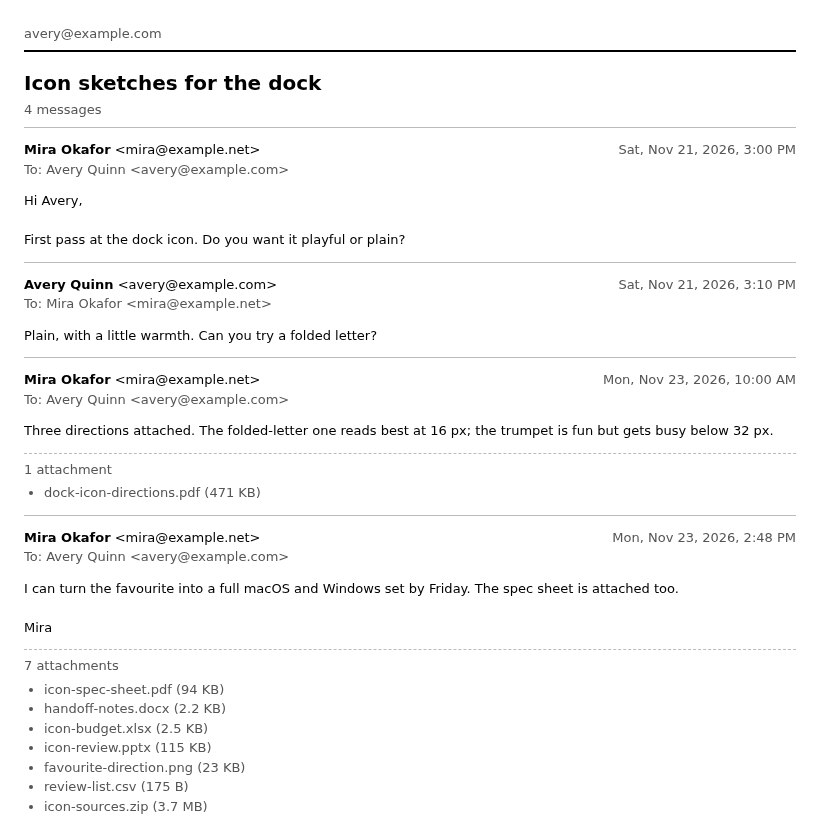 avery@example.com
Icon sketches for the dock
4 messages
Mira Okafor <mira@example.net> Sat, Nov 21, 2026, 3:00 PM
To: Avery Quinn <avery@example.com>
Hi Avery,
First pass at the dock icon. Do you want it playful or plain?
Avery Quinn <avery@example.com> Sat, Nov 21, 2026, 3:10 PM
To: Mira Okafor <mira@example.net>
Plain, with a little warmth. Can you try a folded letter?
Mira Okafor <mira@example.net> Mon, Nov 23, 2026, 10:00 AM
To: Avery Quinn <avery@example.com>
Three directions attached. The folded-letter one reads best at 16 px; the trumpet is fun but gets busy below 32 px.
1 attachment
• dock-icon-directions.pdf (471 KB)
Mira Okafor <mira@example.net> Mon, Nov 23, 2026, 2:48 PM
To: Avery Quinn <avery@example.com>
I can turn the favourite into a full macOS and Windows set by Friday. The spec sheet is attached too.
Mira
7 attachments
• icon-spec-sheet.pdf (94 KB)
• handoff-notes.docx (2.2 KB)
• icon-budget.xlsx (2.5 KB)
• icon-review.pptx (115 KB)
• favourite-direction.png (23 KB)
• review-list.csv (175 B)
• icon-sources.zip (3.7 MB)